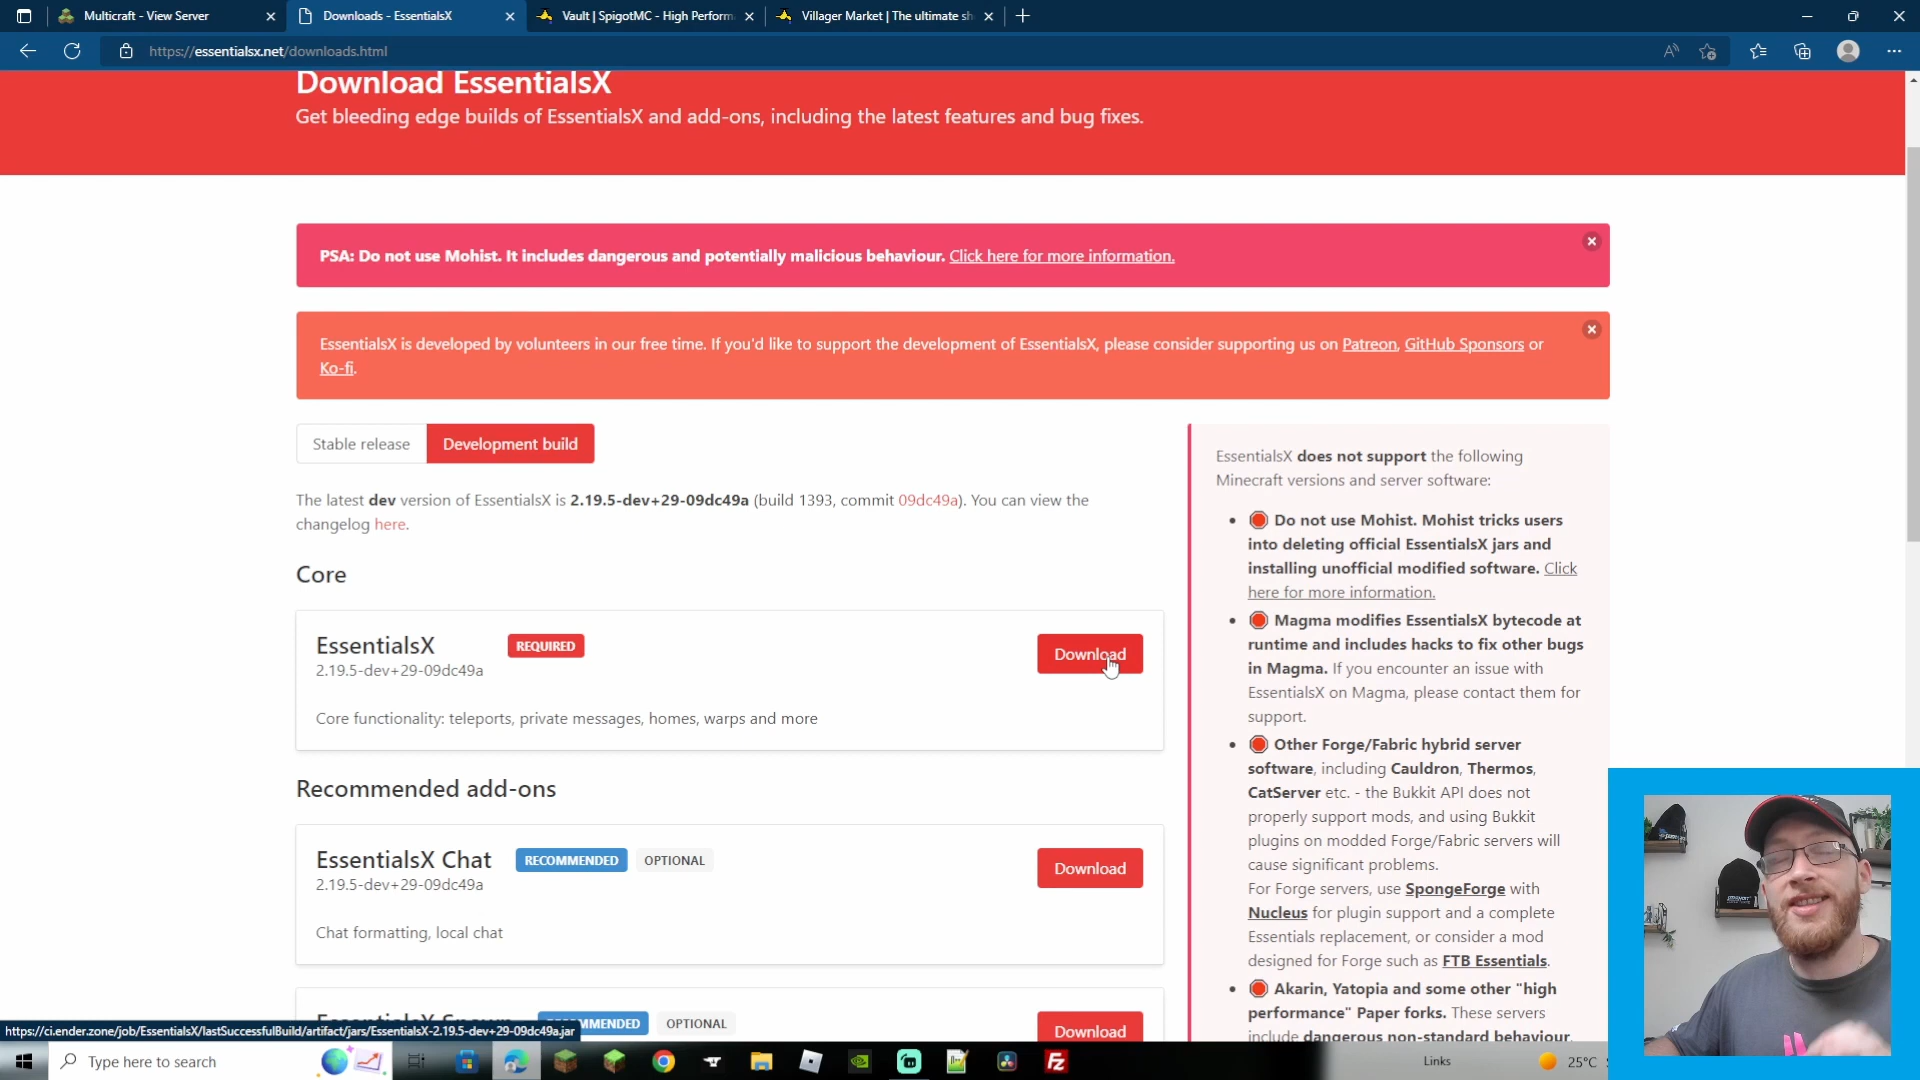 Multicraft - View Server
Downloads - EssentialsX
Vault | SpigotMC - High Perform
Villager Market | The ultimate sh
https://essentialsx.net/downloads.html
Download EssentialsX
Get bleeding edge builds of EssentialsX and add-ons, including the latest features and bug fixes.
PSA: Do not use Mohist. It includes dangerous and potentially malicious behaviour. Click here for more information.
EssentialsX is developed by volunteers in our free time. If you'd like to support the development of EssentialsX, please consider supporting us on Patreon, GitHub Sponsors or
Ko-fi.
Stable release
Development build
The latest dev version of EssentialsX is 2.19.5-dev+29-09dc49a (build 1393, commit 09dc49a). You can view the
changelog here.
Core
EssentialsX
REQUIRED
2.19.5-dev+29-09dc49a
Download
Core functionality: teleports, private messages, homes, warps and more
Recommended add-ons
EssentialsX Chat
RECOMMENDED
OPTIONAL
2.19.5-dev+29-09dc49a
Download
Chat formatting, local chat
OPTIONAL
Download
EssentialsX does not support the following
Minecraft versions and server software:
Do not use Mohist. Mohist tricks users
into deleting official EssentialsX jars and
installing unofficial modified software. Click
here for more information.
Magma modifies EssentialsX bytecode at
runtime and includes hacks to fix other bugs
in Magma. If you encounter an issue with
EssentialsX on Magma, please contact them for
support.
Other Forge/Fabric hybrid server
software, including Cauldron, Thermos,
CatServer etc. - the Bukkit API does not
properly support mods, and using Bukkit
plugins on modded Forge/Fabric servers will
cause significant problems.
For Forge servers, use SpongeForge with
Nucleus for plugin support and a complete
Essentials replacement, or consider a mod
designed for Forge such as FTB Essentials.
Akarin, Yatopia and some other "high
performance" Paper forks. These servers
include dangerous non-standard behaviour,
https://ci.ender.zone/job/EssentialsX/lastSuccessfulBuild/artifact/jars/EssentialsX-2.19.5-dev+29-09dc49a.jar
Type here to search
Links
25°C